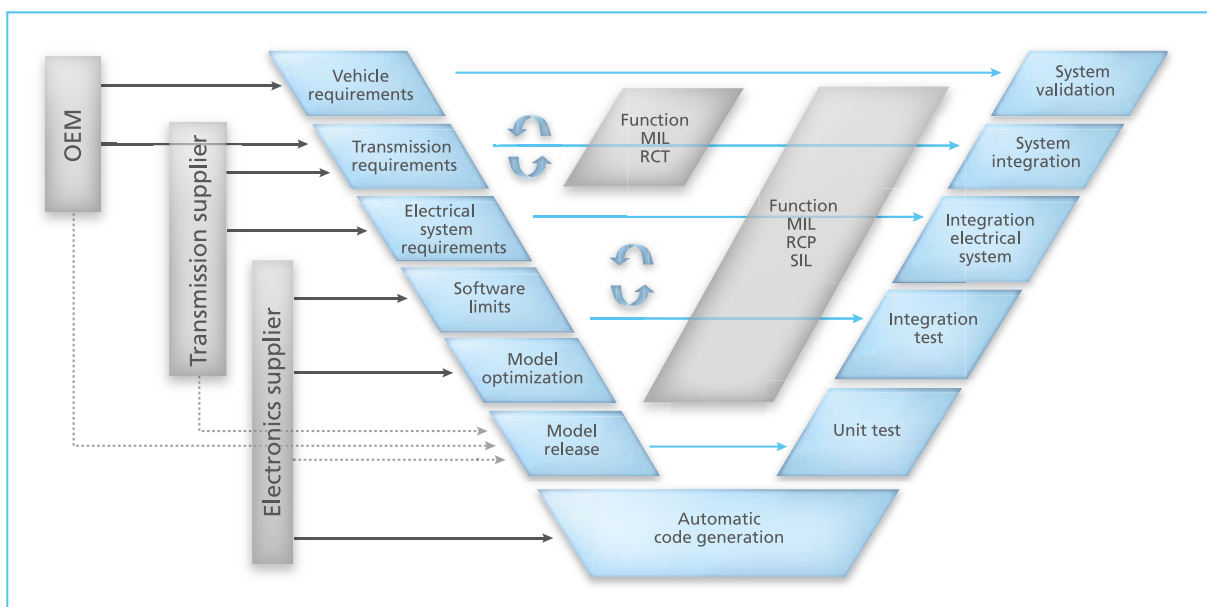 OEM
Transmission supplier
Electronics supplier
Vehicle
requirements
Transmission
requirements
Electrical
system
requirements
Software
limits
Model
optimization
Model
release
Automatic
code generation
Function
MIL
RCT
Function
MIL
RCP
SIL
System
validation
System
integration
Integration
electrical
system
Integration
test
Unit test